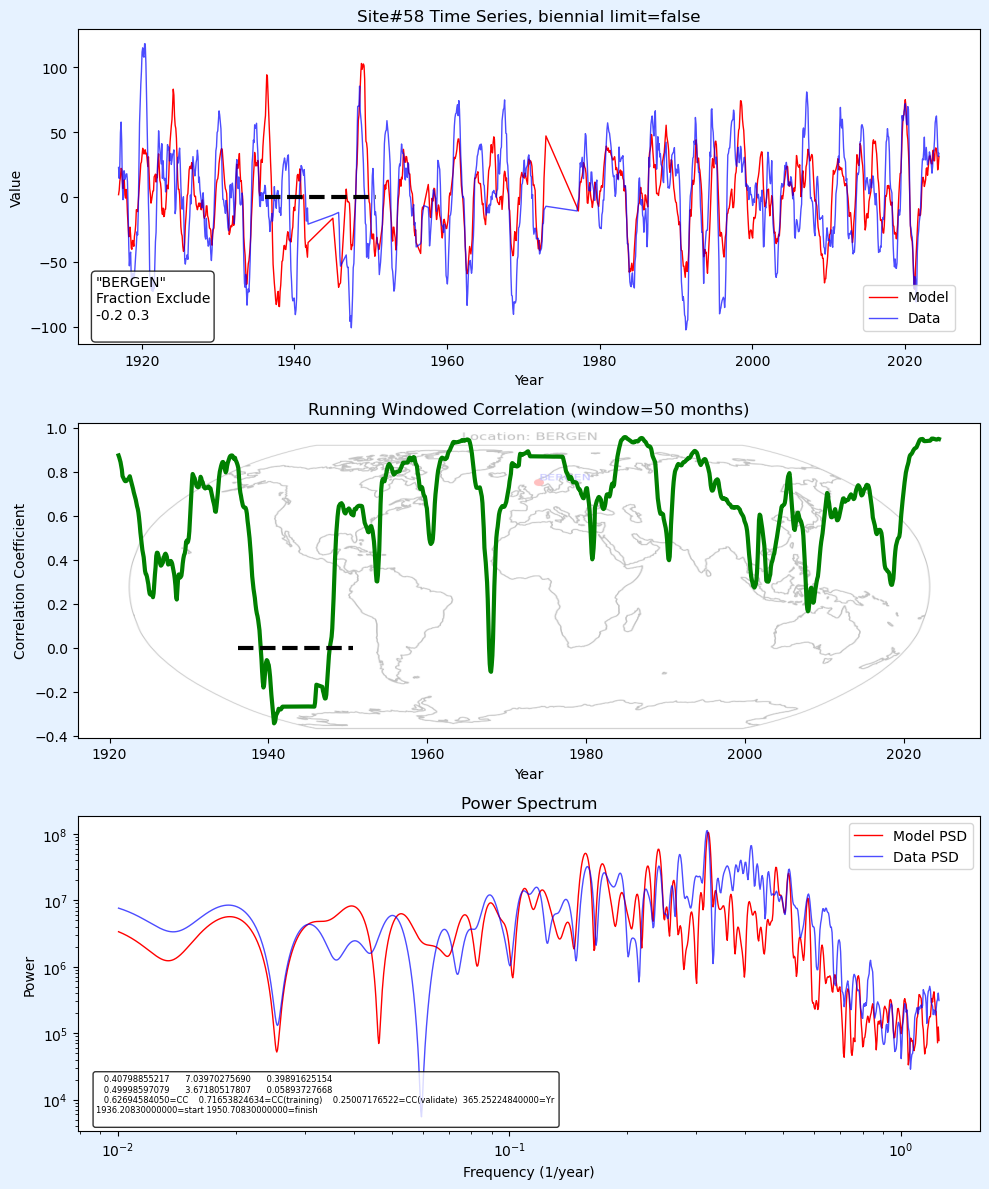 Site#58 Time Series, biennial limit=false
100
50
0
−50
−100
Value
"BERGEN"
Fraction Exclude
-0.2 0.3
Model
Data
1920
1940
1960
1980
2000
2020
Year
Running Windowed Correlation (window=50 months)
Location: BERGEN
BERGEN
1.0
0.8
0.6
0.4
0.2
0.0
−0.2
−0.4
Correlation Coefficient
1920
1940
1960
1980
2000
2020
Year
Power Spectrum
Model PSD
Data PSD
10⁸
10⁷
10⁶
10⁵
10⁴
Power
0.40798855217 7.03970275690 0.39891625154
0.49998597079 3.67180517807 0.05893727668
0.62694584050=CC 0.71653824634=CC(training) 0.25007176522=CC(validate) 365.25224840000=Yr
1936.20830000000=start 1950.70830000000=finish
10⁻²
10⁻¹
10⁰
Frequency (1/year)